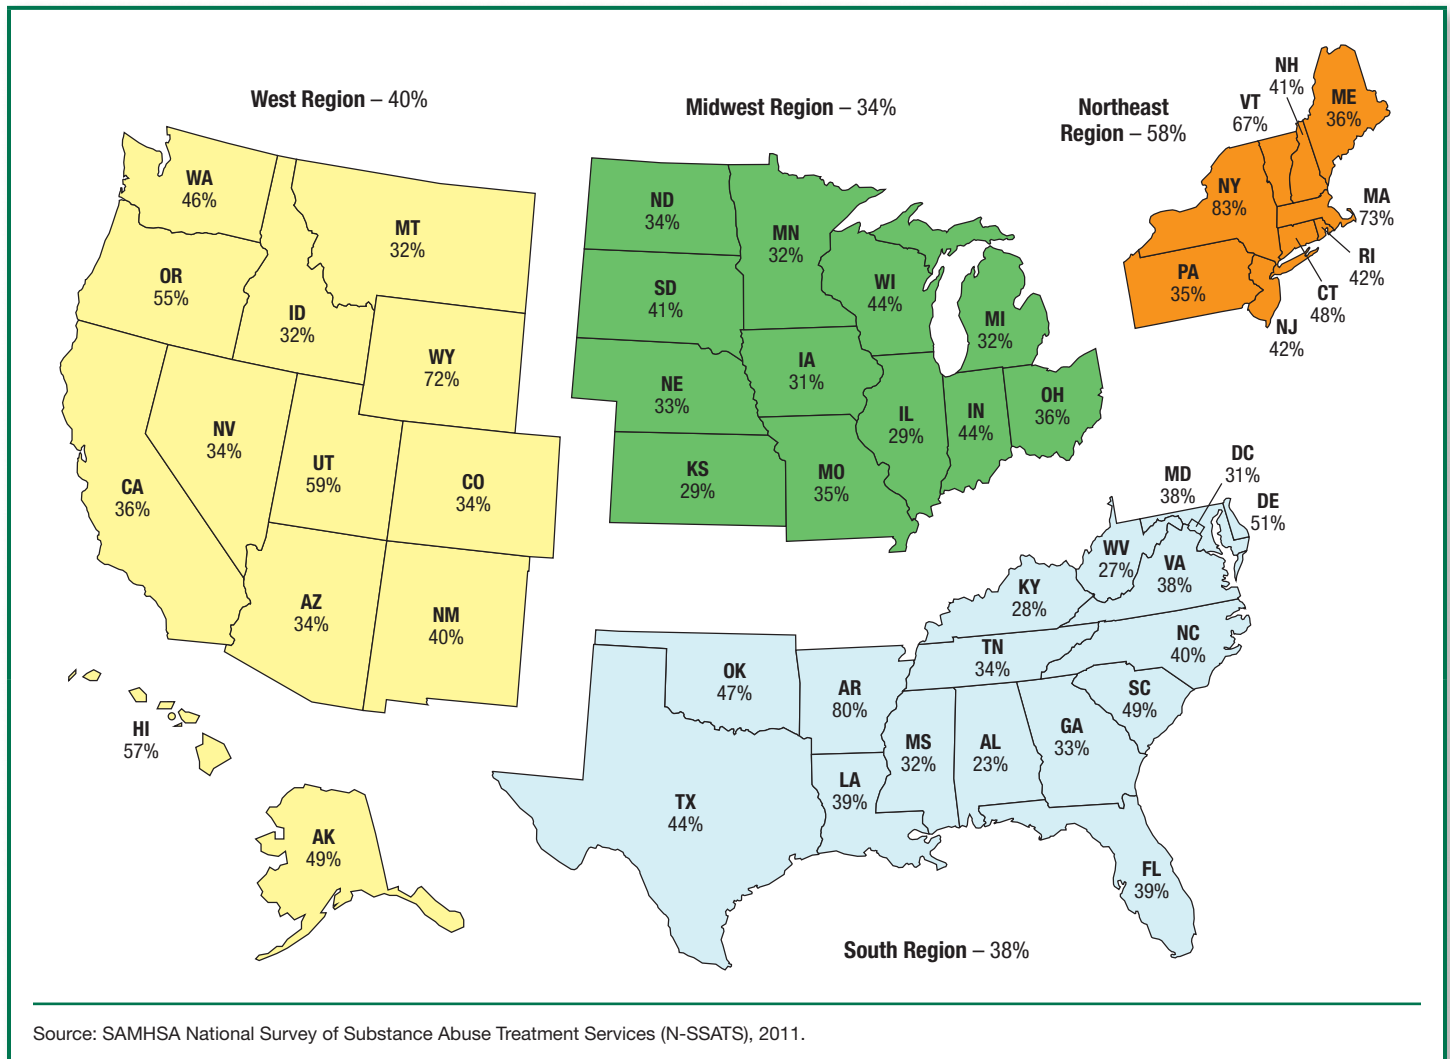 West Region – 40%
WA
46%
MT
32%
OR
55%
ID
32%
WY
72%
NV
34%
UT
59%
CO
34%
CA
36%
AZ
34%
NM
40%
HI
57%
AK
49%
Midwest Region – 34%
ND
34%
MN
32%
SD
41%
WI
44%
MI
32%
IA
31%
NE
33%
IL
29%
IN
44%
OH
36%
KS
29%
MO
35%
Northeast
Region – 58%
NH
41%
VT
67%
ME
36%
NY
83%
MA
73%
RI
42%
CT
48%
PA
35%
NJ
42%
DC
31%
MD
38%
DE
51%
WV
27%
VA
38%
KY
28%
NC
40%
TN
34%
OK
47%
AR
80%
SC
49%
GA
33%
MS
32%
AL
23%
LA
39%
TX
44%
FL
39%
South Region – 38%
Source: SAMHSA National Survey of Substance Abuse Treatment Services (N-SSATS), 2011.